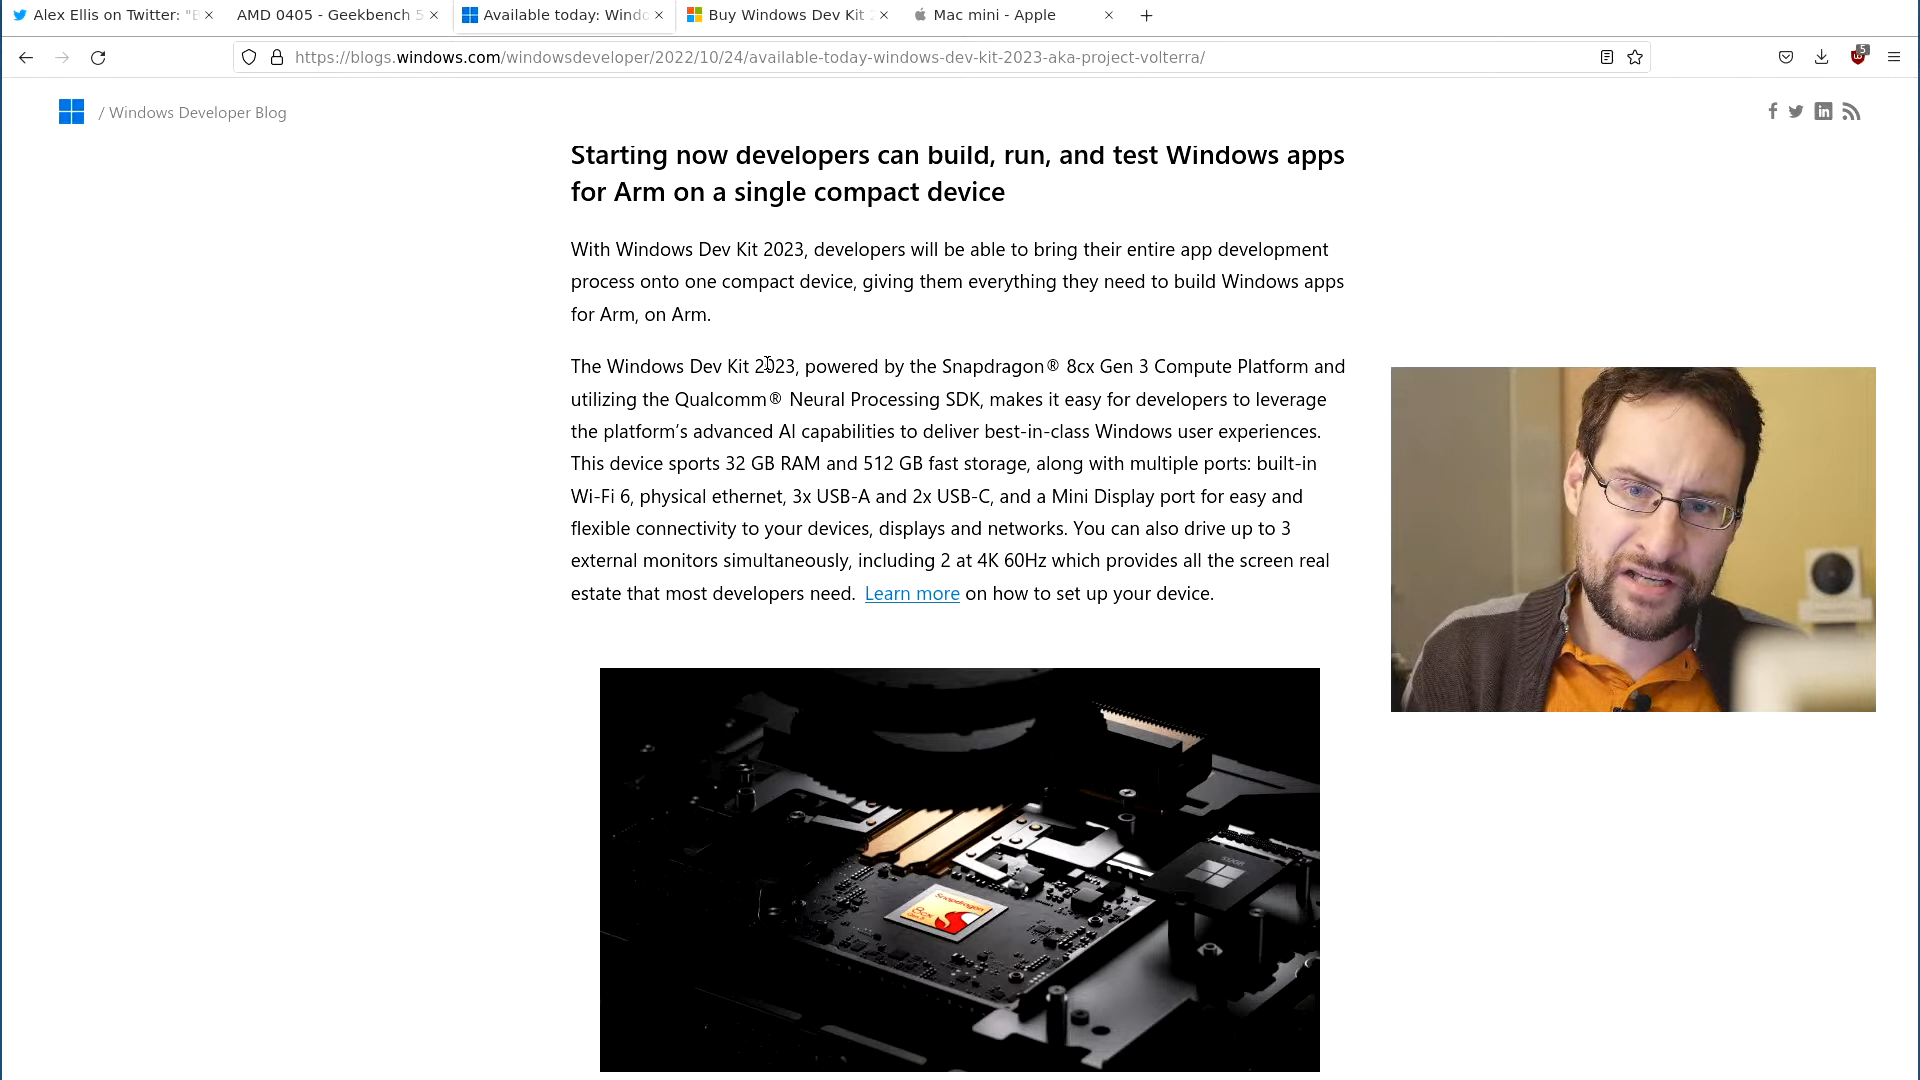 Alex Ellis on Twitter: "E
AMD 0405 - Geekbench 5
Available today: Windo
Buy Windows Dev Kit 2
Mac mini - Apple
https://blogs.windows.com/windowsdeveloper/2022/10/24/available-today-windows-dev-kit-2023-aka-project-volterra/
5
/ Windows Developer Blog
Starting now developers can build, run, and test Windows apps
for Arm on a single compact device
With Windows Dev Kit 2023, developers will be able to bring their entire app development
process onto one compact device, giving them everything they need to build Windows apps
for Arm, on Arm.
The Windows Dev Kit 2023, powered by the Snapdragon® 8cx Gen 3 Compute Platform and
utilizing the Qualcomm® Neural Processing SDK, makes it easy for developers to leverage
the platform’s advanced AI capabilities to deliver best-in-class Windows user experiences.
This device sports 32 GB RAM and 512 GB fast storage, along with multiple ports: built-in
Wi-Fi 6, physical ethernet, 3x USB-A and 2x USB-C, and a Mini Display port for easy and
flexible connectivity to your devices, displays and networks. You can also drive up to 3
external monitors simultaneously, including 2 at 4K 60Hz which provides all the screen real
estate that most developers need. Learn more on how to set up your device.
512GB
Snapdragon
8cx
Gen 3